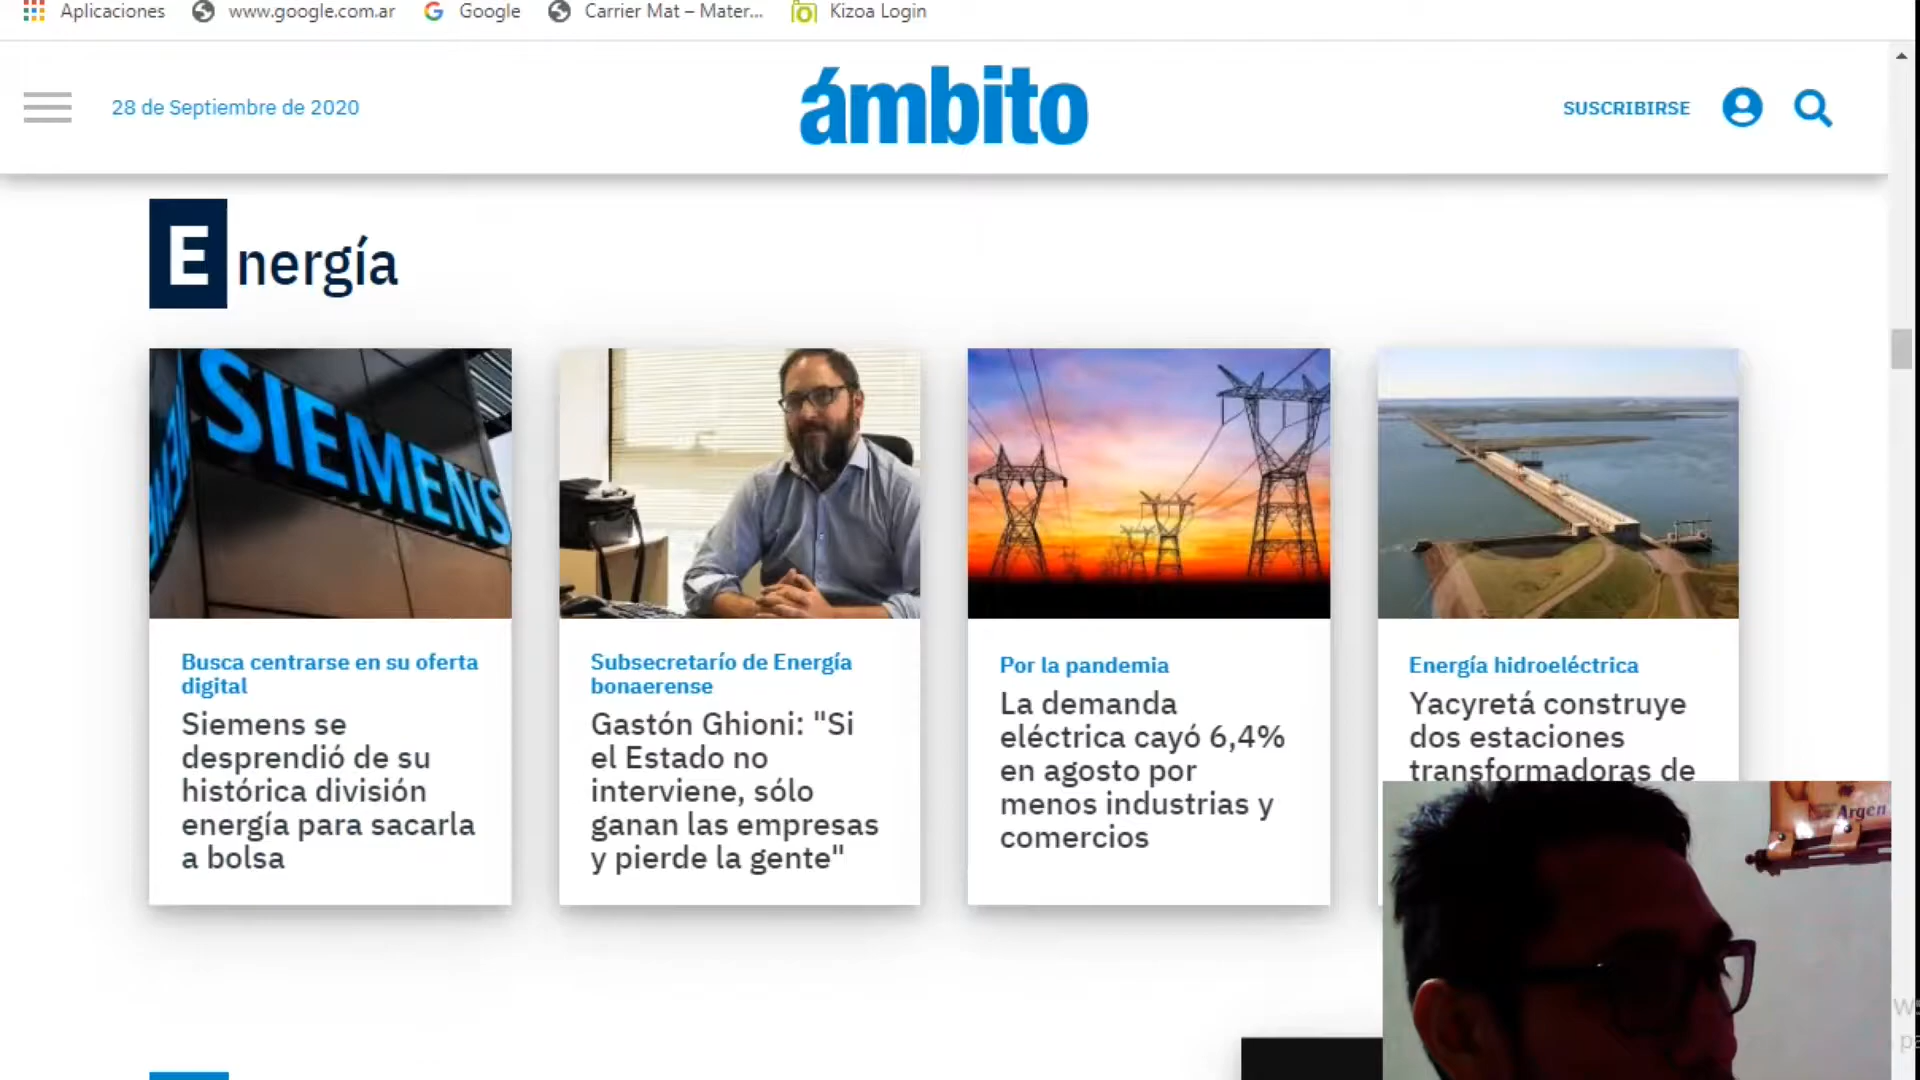 Aplicaciones www.google.com.ar Google Carrier Mat – Mater... Kizoa Login
28 de Septiembre de 2020
ámbito
SUSCRIBIRSE
Energía
SIEMENS
Busca centrarse en su oferta
digital
Siemens se
desprendió de su
histórica división
energía para sacarla
a bolsa
Subsecretarío de Energía
bonaerense
Gastón Ghioni: "Si
el Estado no
interviene, sólo
ganan las empresas
y pierde la gente"
Por la pandemia
La demanda
eléctrica cayó 6,4%
en agosto por
menos industrias y
comercios
Energía hidroeléctrica
Yacyretá construye
dos estaciones
transformadoras de
Argen